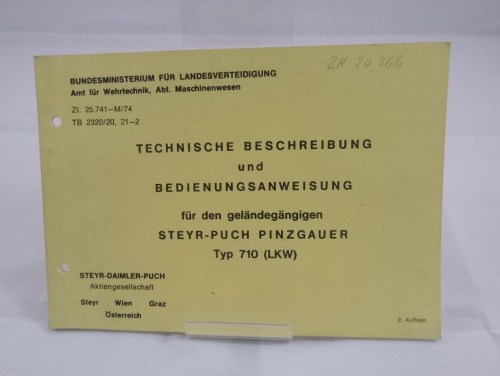 BH 20 266
BUNDESMINISTERIUM FÜR LANDESVERTEIDIGUNG
Amt für Wehrtechnik, Abt. Maschinenwesen
Zl. 25.741–M/74
TB 2320/20, 21–2
TECHNISCHE BESCHREIBUNG
und
BEDIENUNGSANWEISUNG
für den geländegängigen
STEYR-PUCH PINZGAUER
Typ 710 (LKW)
STEYR-DAIMLER-PUCH
Aktiengesellschaft
Steyr Wien Graz
Österreich
2. Auflage